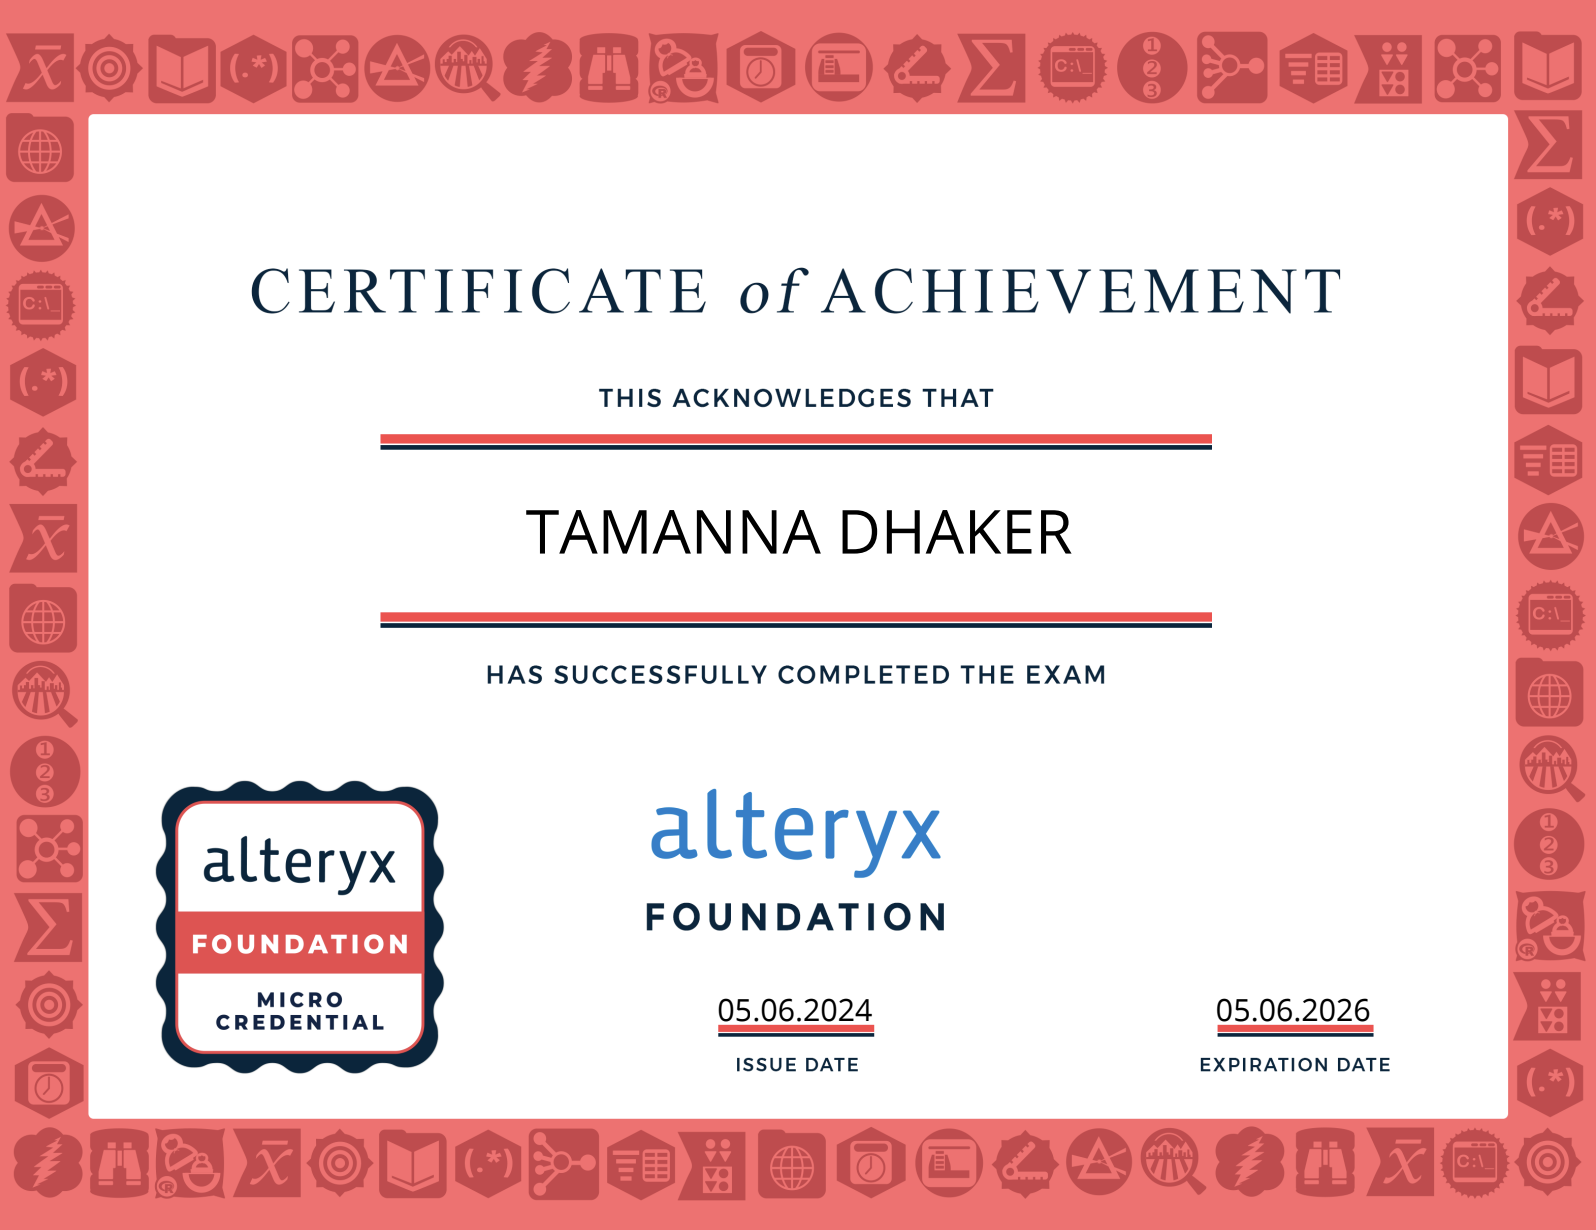 CERTIFICATE of ACHIEVEMENT
THIS ACKNOWLEDGES THAT
TAMANNA DHAKER
HAS SUCCESSFULLY COMPLETED THE EXAM
alteryx
FOUNDATION
MICRO
CREDENTIAL
alteryx
FOUNDATION
05.06.2024
ISSUE DATE
05.06.2026
EXPIRATION DATE